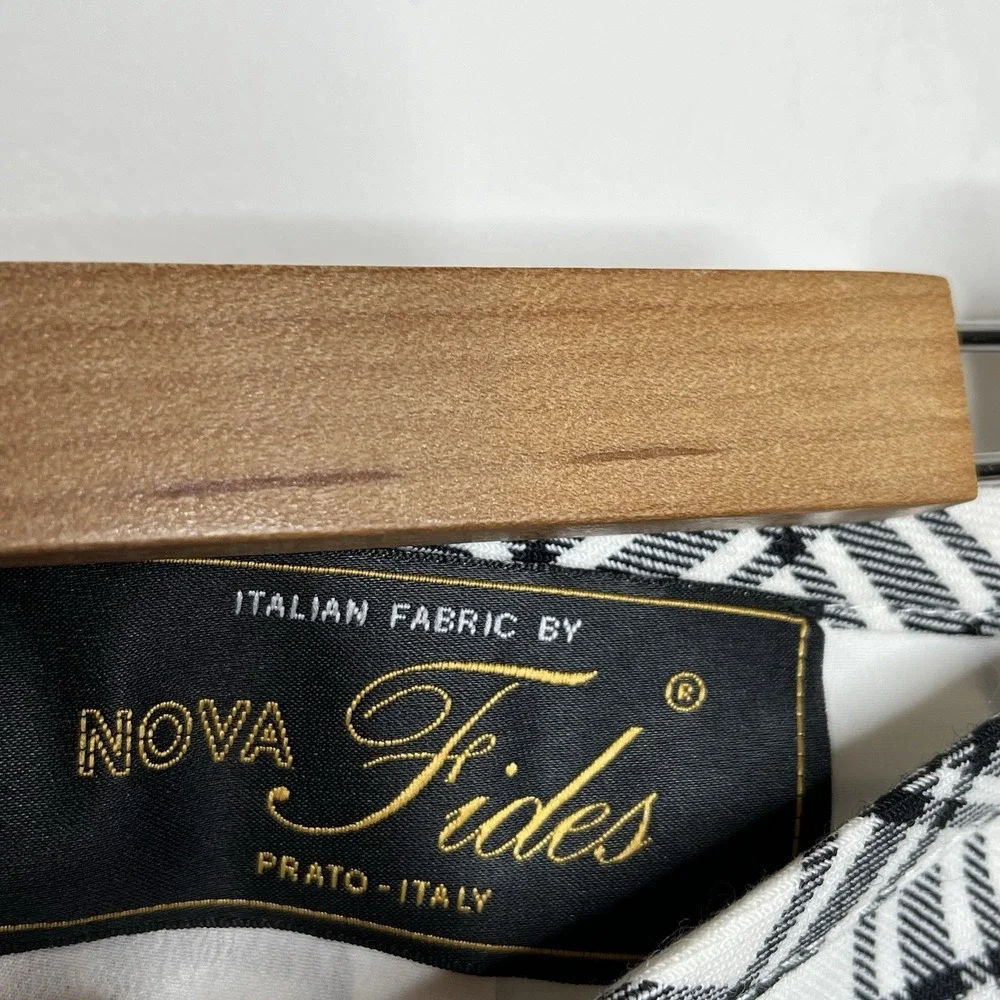 ITALIAN FABRIC BY
NOVA Fides ®
PRATO - ITALY